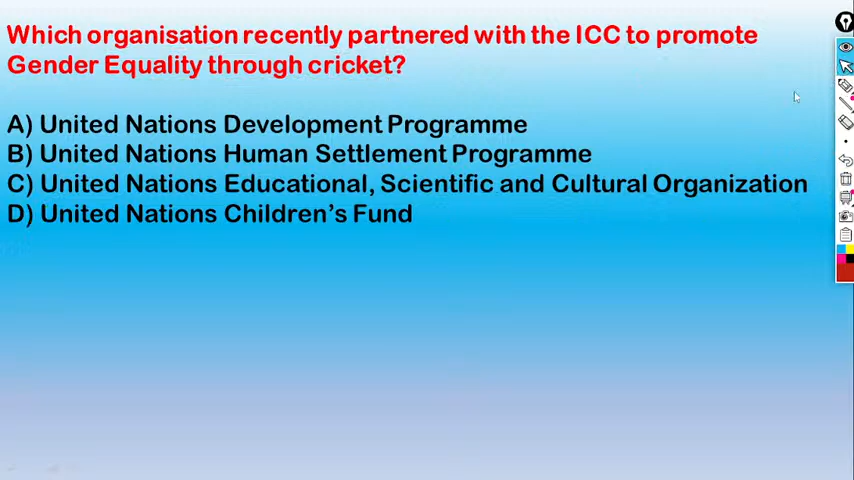 Which organisation recently partnered with the ICC to promote
Gender Equality through cricket?
A) United Nations Development Programme
B) United Nations Human Settlement Programme
C) United Nations Educational, Scientific and Cultural Organization
D) United Nations Children’s Fund